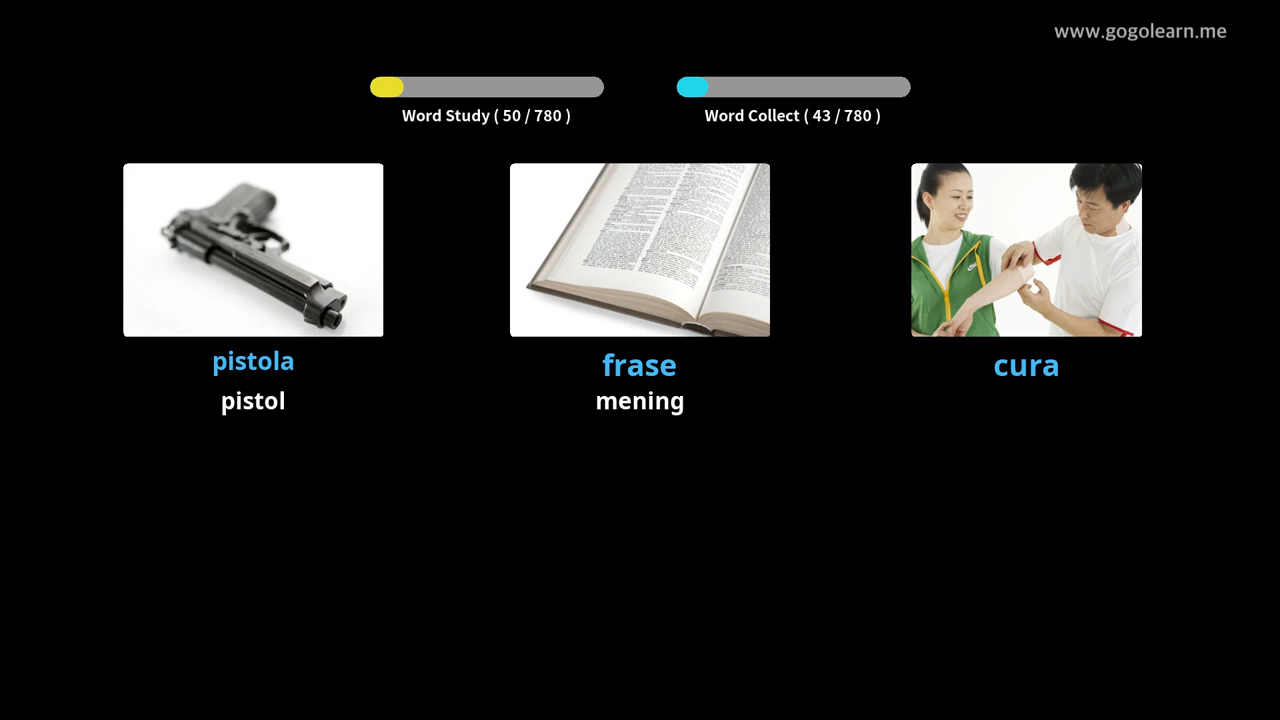 www.gogolearn.me
Word Study ( 50 / 780 )
Word Collect ( 43 / 780 )
pistola
pistol
frase
mening
cura